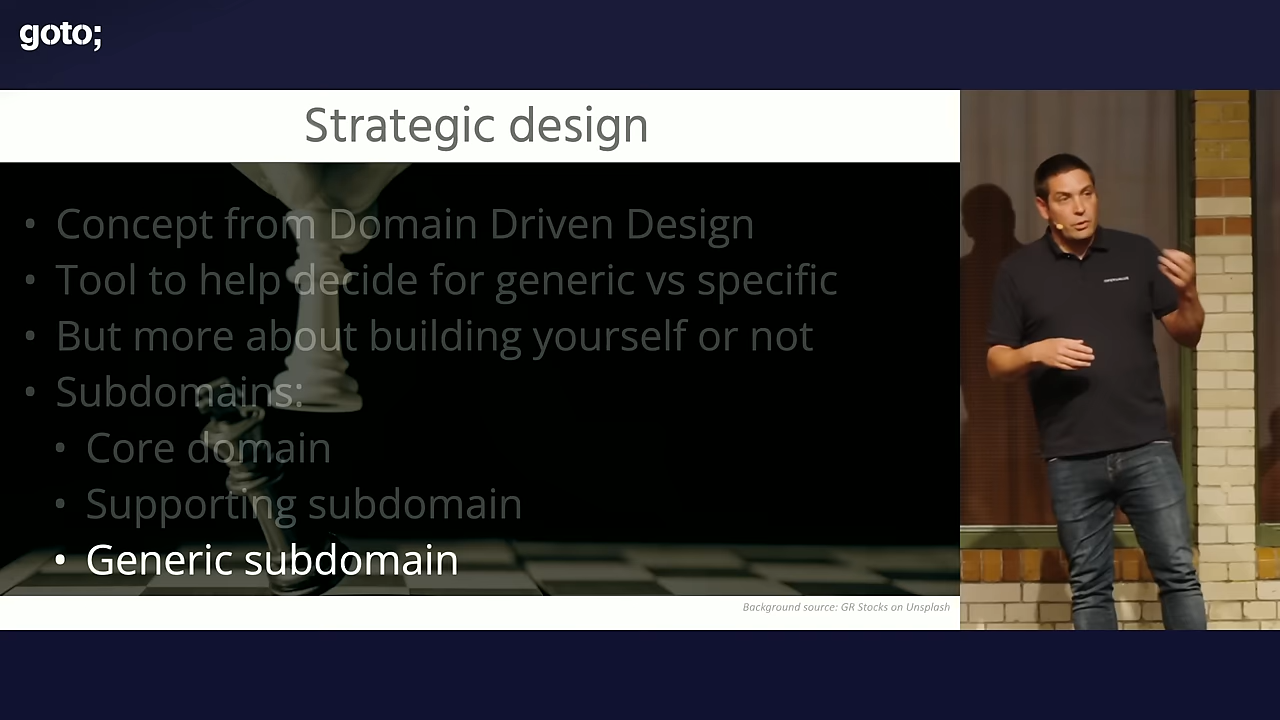 goto;
Strategic design
• Concept from Domain Driven Design
• Tool to help decide for generic vs specific
• But more about building yourself or not
• Subdomains:
• Core domain
• Supporting subdomain
• Generic subdomain
Background source: GR Stocks on Unsplash